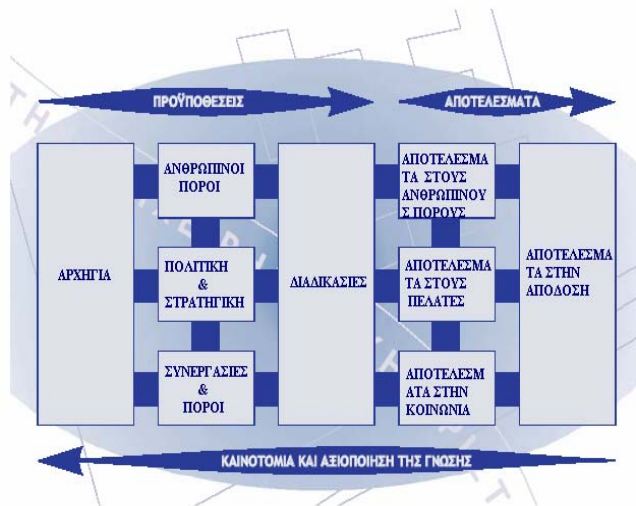 ΠΡΟΫΠΟΘΕΣΕΙΣ
ΑΠΟΤΕΛΕΣΜΑΤΑ
ΑΡΧΗΓΙΑ
ΑΝΘΡΩΠΙΝΟΙ
ΠΟΡΟΙ
ΠΟΛΙΤΙΚΗ
&
ΣΤΡΑΤΗΓΙΚΗ
ΣΥΝΕΡΓΑΣΙΕΣ
&
ΠΟΡΟΙ
ΔΙΑΔΙΚΑΣΙΕΣ
ΑΠΟΤΕΛΕΣΜΑ
ΤΑ ΣΤΟΥΣ
ΑΝΘΡΩΠΙΝΟΥ
Σ ΠΟΡΟΥΣ
ΑΠΟΤΕΛΕΣΜΑ
ΤΑ ΣΤΟΥΣ
ΠΕΛΑΤΕΣ
ΑΠΟΤΕΛΕΣΜ
ΑΤΑ ΣΤΗΝ
ΚΟΙΝΩΝΙΑ
ΑΠΟΤΕΛΕΣΜΑ
ΤΑ ΣΤΗΝ
ΑΠΟΔΟΣΗ
ΚΑΙΝΟΤΟΜΙΑ ΚΑΙ ΑΞΙΟΠΟΙΗΣΗ ΤΗΣ ΓΝΩΣΗΣ